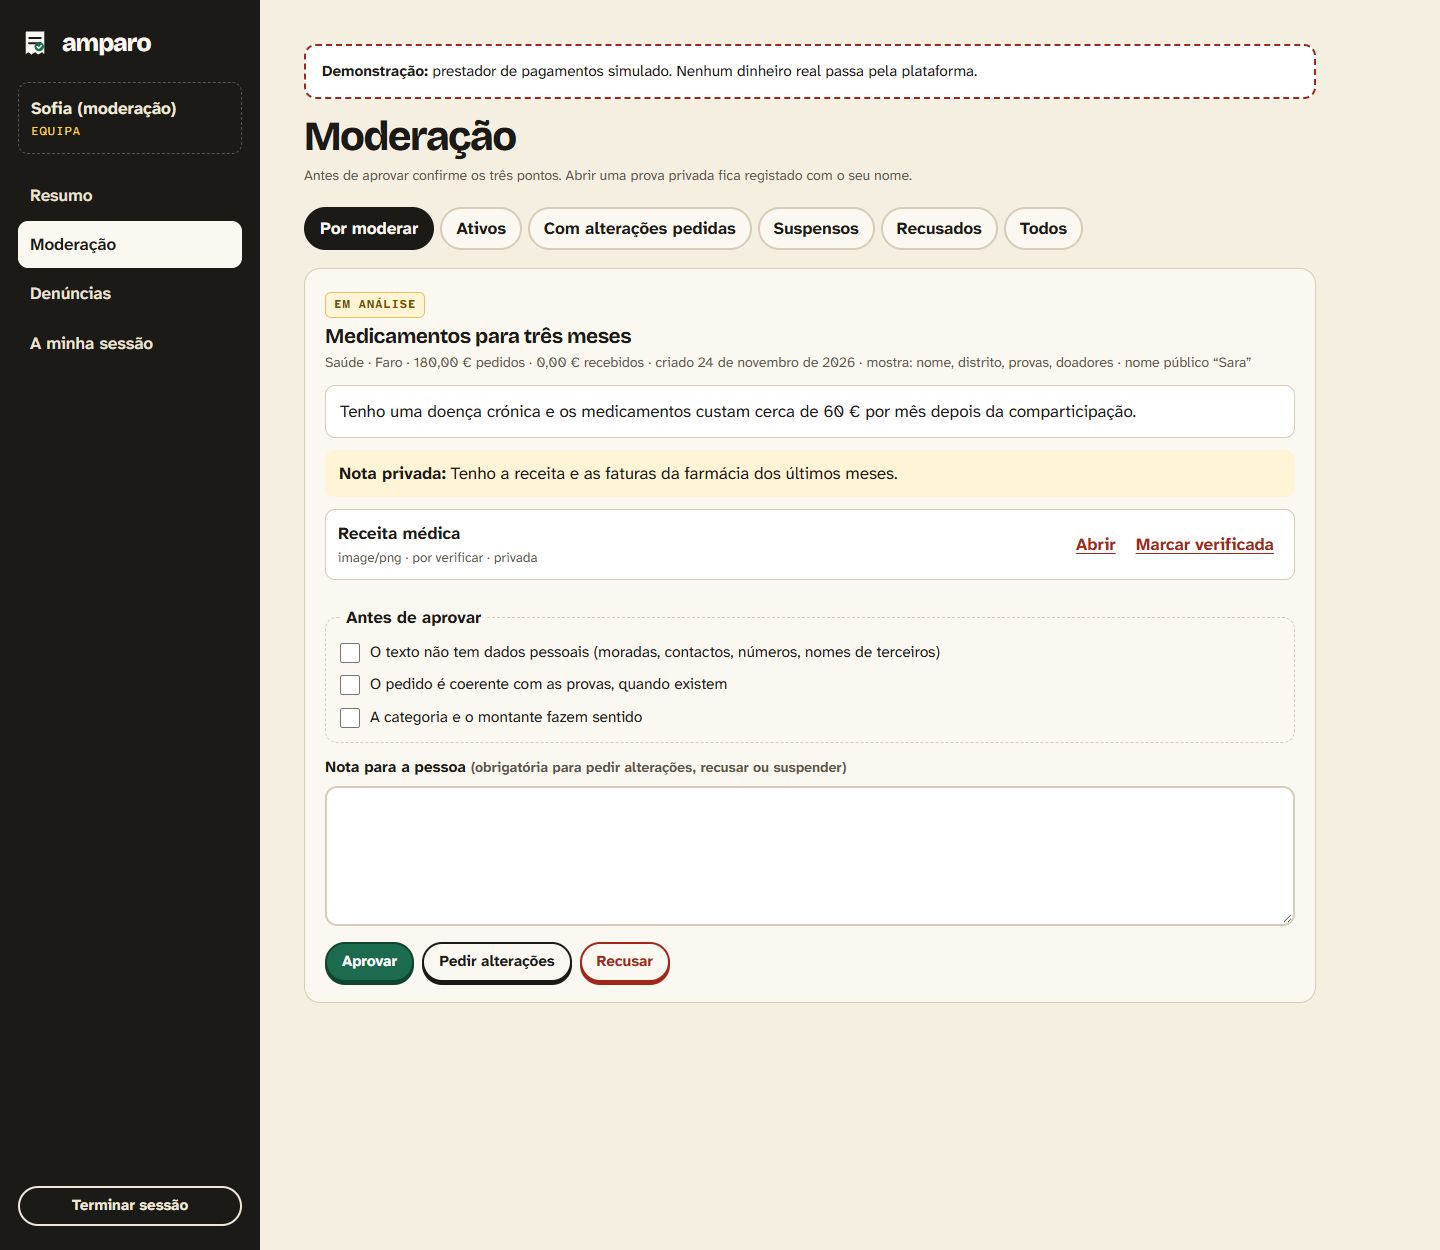 amparo
Sofia (moderação)
EQUIPA
Resumo
Moderação
Denúncias
A minha sessão
Terminar sessão
Demonstração: prestador de pagamentos simulado. Nenhum dinheiro real passa pela plataforma.
Moderação
Antes de aprovar confirme os três pontos. Abrir uma prova privada fica registado com o seu nome.
Por moderar
Ativos
Com alterações pedidas
Suspensos
Recusados
Todos
EM ANÁLISE
Medicamentos para três meses
Saúde · Faro · 180,00 € pedidos · 0,00 € recebidos · criado 24 de novembro de 2026 · mostra: nome, distrito, provas, doadores · nome público “Sara”
Tenho uma doença crónica e os medicamentos custam cerca de 60 € por mês depois da comparticipação.
Nota privada: Tenho a receita e as faturas da farmácia dos últimos meses.
Receita médica
image/png · por verificar · privada
Abrir
Marcar verificada
Antes de aprovar
O texto não tem dados pessoais (moradas, contactos, números, nomes de terceiros)
O pedido é coerente com as provas, quando existem
A categoria e o montante fazem sentido
Nota para a pessoa (obrigatória para pedir alterações, recusar ou suspender)
Aprovar
Pedir alterações
Recusar